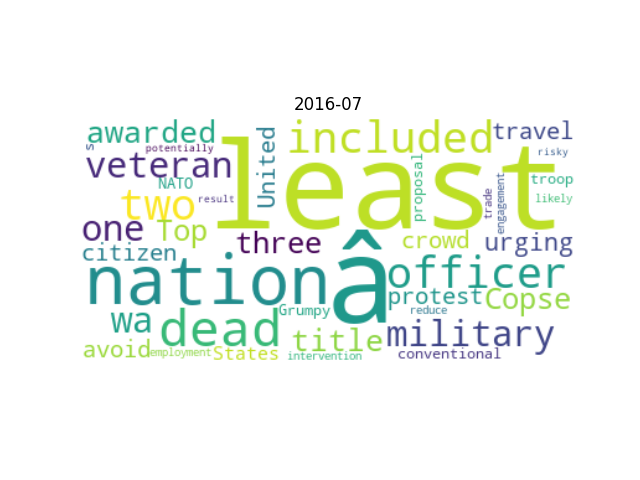 2016-07
awarded
included
travel
s
potentially
United
least
risky
veteran
NATO
proposal
troop
two
result
trade
engagement
likely
one
Top
three
crowd
urging
citizen
nation
â
officer
protest
Copse
wa
dead
Grumpy
reduce
title
military
avoid
employment
States
intervention
conventional